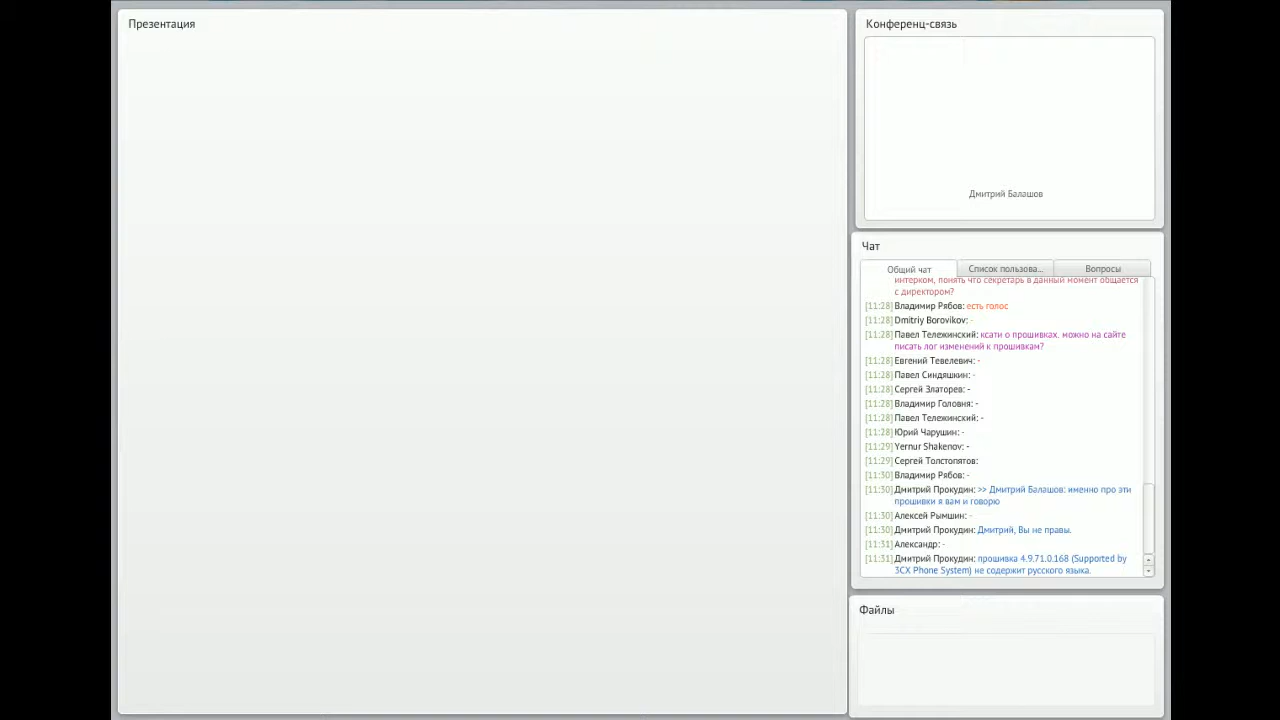 Презентация
Конференц-связь
Дмитрий Балашов
Чат
Общий чат
Список пользова...
Вопросы
интерком, понять что секретарь в данный момент общается
с директором?
[11:28] Владимир Рябов: есть голос
[11:28] Dmitriy Borovikov: -
[11:28] Павел Тележинский: ксати о прошивках. можно на сайте
писать лог изменений к прошивкам?
[11:28] Евгений Тевелевич: -
[11:28] Павел Синдяшкин: -
[11:28] Сергей Златорев: -
[11:28] Владимир Головня: -
[11:28] Павел Тележинский: -
[11:28] Юрий Чарушин: -
[11:29] Yernur Shakenov: -
[11:29] Сергей Толстопятов:
[11:30] Владимир Рябов: -
[11:30] Дмитрий Прокудин: >> Дмитрий Балашов: именно про эти
прошивки я вам и говорю
[11:30] Алексей Рымшин: -
[11:30] Дмитрий Прокудин: Дмитрий, Вы не правы.
[11:31] Александр: -
[11:31] Дмитрий Прокудин: прошивка 4.9.71.0.168 (Supported by
3CX Phone System) не содержит русского языка.
Файлы